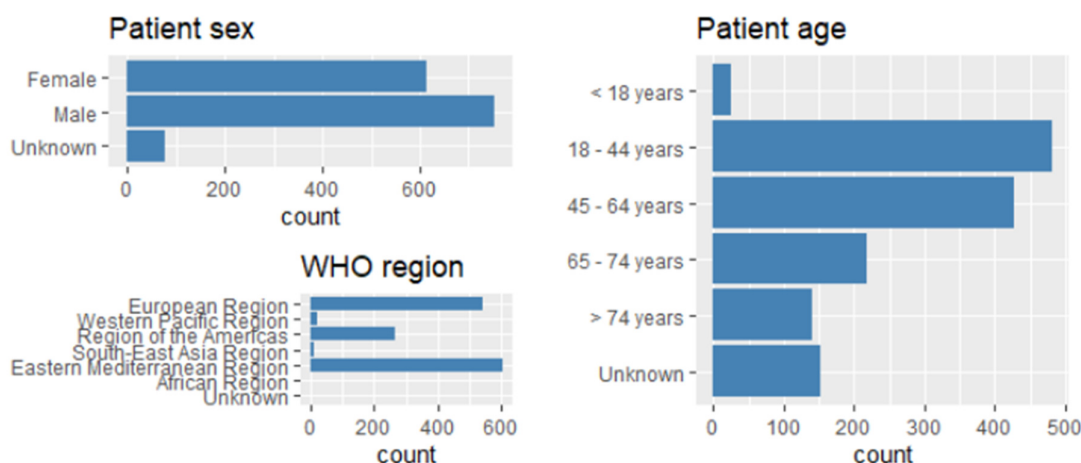 Patient sex
Female
Male
Unknown
0 200 400 600
count
WHO region
European Region
Western Pacific Region
Region of the Americas
South-East Asia Region
Eastern Mediterranean Region
African Region
Unknown
0 200 400 600
count
Patient age
< 18 years
18 - 44 years
45 - 64 years
65 - 74 years
> 74 years
Unknown
0 100 200 300 400 500
count